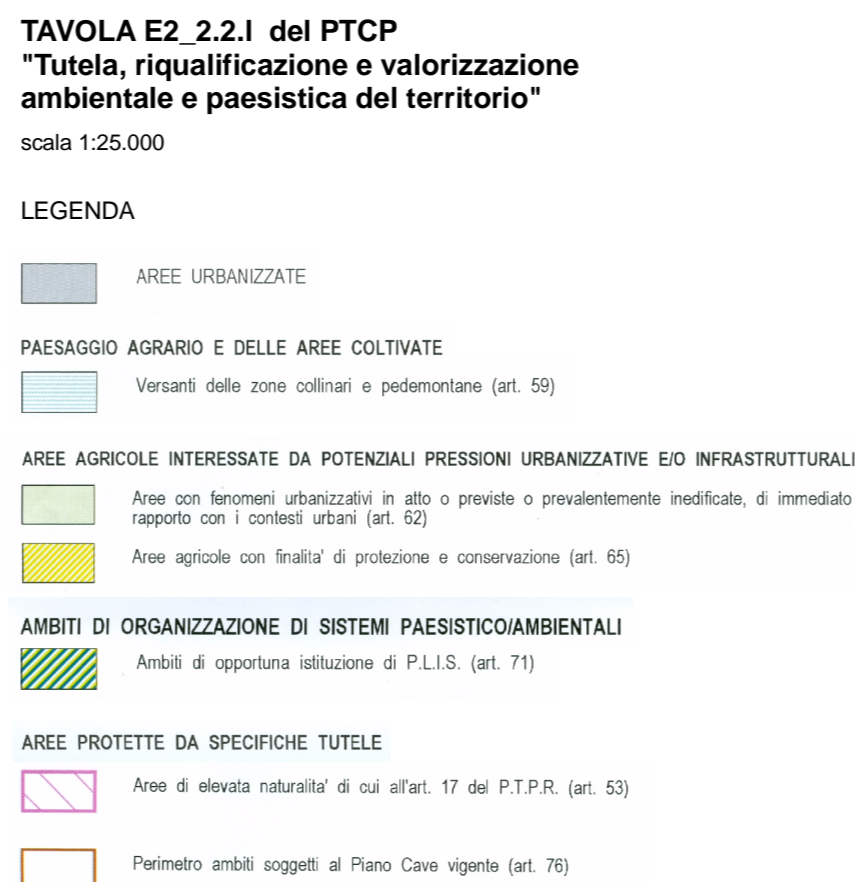 TAVOLA E2_2.2.I del PTCP
"Tutela, riqualificazione e valorizzazione
ambientale e paesistica del territorio"
scala 1:25.000
LEGENDA
AREE URBANIZZATE
PAESAGGIO AGRARIO E DELLE AREE COLTIVATE
Versanti delle zone collinari e pedemontane (art. 59)
AREE AGRICOLE INTERESSATE DA POTENZIALI PRESSIONI URBANIZZATIVE E/O INFRASTRUTTURALI
Aree con fenomeni urbanizzativi in atto o previste o prevalentemente inedificate, di immediato
rapporto con i contesti urbani (art. 62)
Aree agricole con finalita' di protezione e conservazione (art. 65)
AMBITI DI ORGANIZZAZIONE DI SISTEMI PAESISTICO/AMBIENTALI
Ambiti di opportuna istituzione di P.L.I.S. (art. 71)
AREE PROTETTE DA SPECIFICHE TUTELE
Aree di elevata naturalita' di cui all'art. 17 del P.T.P.R. (art. 53)
Perimetro ambiti soggetti al Piano Cave vigente (art. 76)